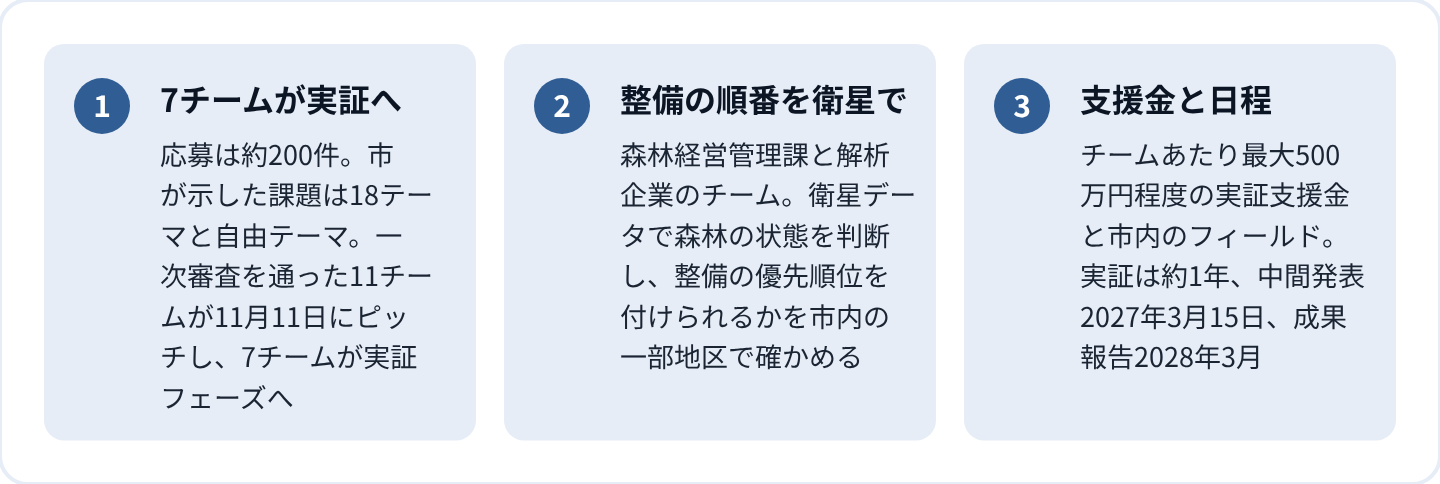 1
7チームが実証へ
応募は約200件。市
が示した課題は18テー
マと自由テーマ。一
次審査を通った11チー
ムが11月11日にピッ
チし、7チームが実証
フェーズへ
2
整備の順番を衛星で
森林経営管理課と解析
企業のチーム。衛星デー
タで森林の状態を判断
し、整備の優先順位を
付けられるかを市内の
一部地区で確かめる
3
支援金と日程
チームあたり最大500
万円程度の実証支援金
と市内のフィールド。
実証は約1年、中間発表
2027年3月15日、成果
報告2028年3月